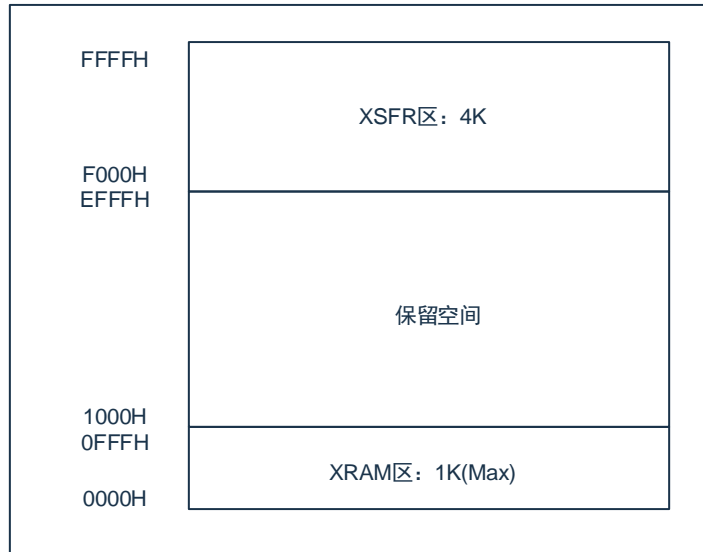 FFFFH
XSFR区：4K
F000H
EFFFH
保留空间
1000H
0FFFH
XRAM区：1K(Max)
0000H